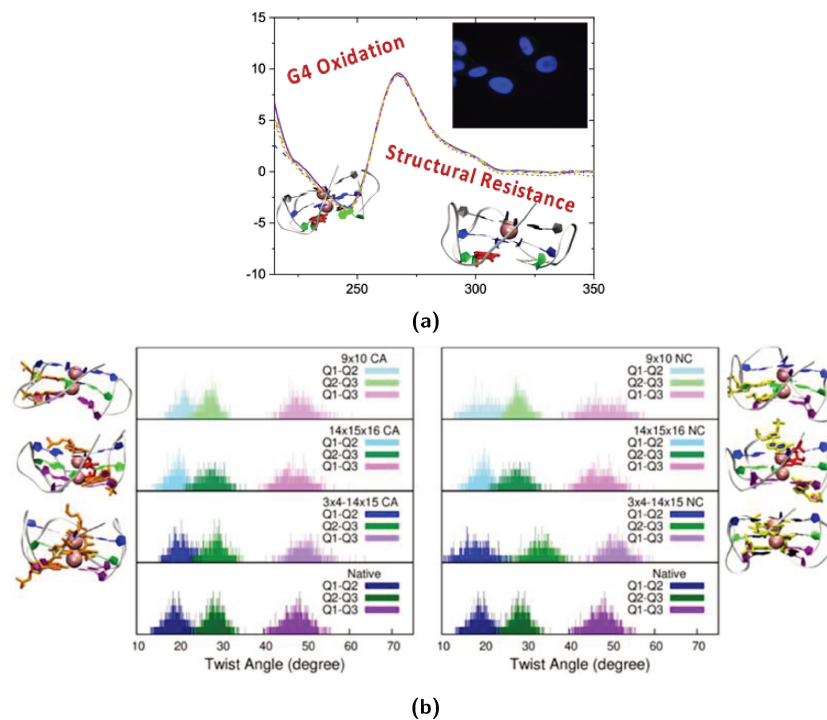 15
10
5
0
-5
-10
250
300
350
G4 Oxidation
Structural Resistance
(a)
9x10 CA
Q1-Q2
Q2-Q3
Q1-Q3
14x15x16 CA
Q1-Q2
Q2-Q3
Q1-Q3
3x4-14x15 CA
Q1-Q2
Q2-Q3
Q1-Q3
Native
Q1-Q2
Q2-Q3
Q1-Q3
10 20 30 40 50 60 70
Twist Angle (degree)
9x10 NC
Q1-Q2
Q2-Q3
Q1-Q3
14x15x16 NC
Q1-Q2
Q2-Q3
Q1-Q3
3x4-14x15 NC
Q1-Q2
Q2-Q3
Q1-Q3
Native
Q1-Q2
Q2-Q3
Q1-Q3
10 20 30 40 50 60 70
Twist Angle (degree)
(b)